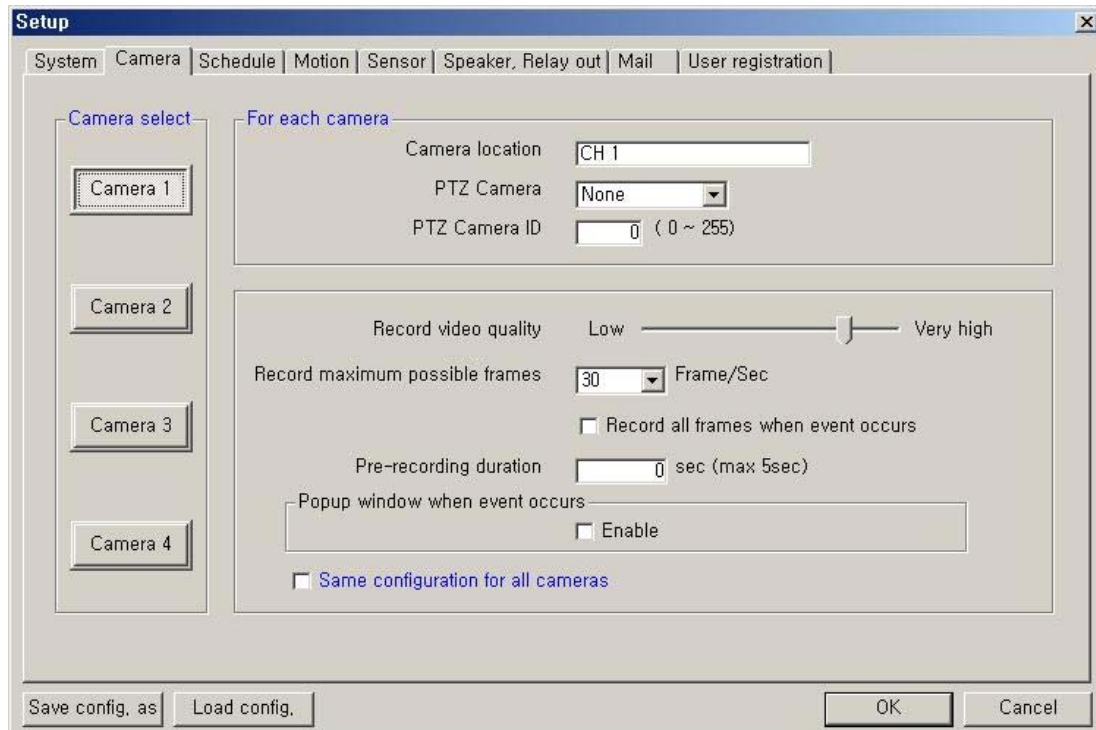 Setup
System Camera Schedule Motion Sensor Speaker, Relay out Mail User registration
Camera select
Camera 1
Camera 2
Camera 3
Camera 4
For each camera
Camera location CH 1
PTZ Camera None
PTZ Camera ID 0 ( 0 ~ 255)
Record video quality Low Very high
Record maximum possible frames 30 Frame/Sec
Record all frames when event occurs
Pre-recording duration 0 sec (max 5sec)
Popup window when event occurs
Enable
Same configuration for all cameras
Save config, as Load config, OK Cancel